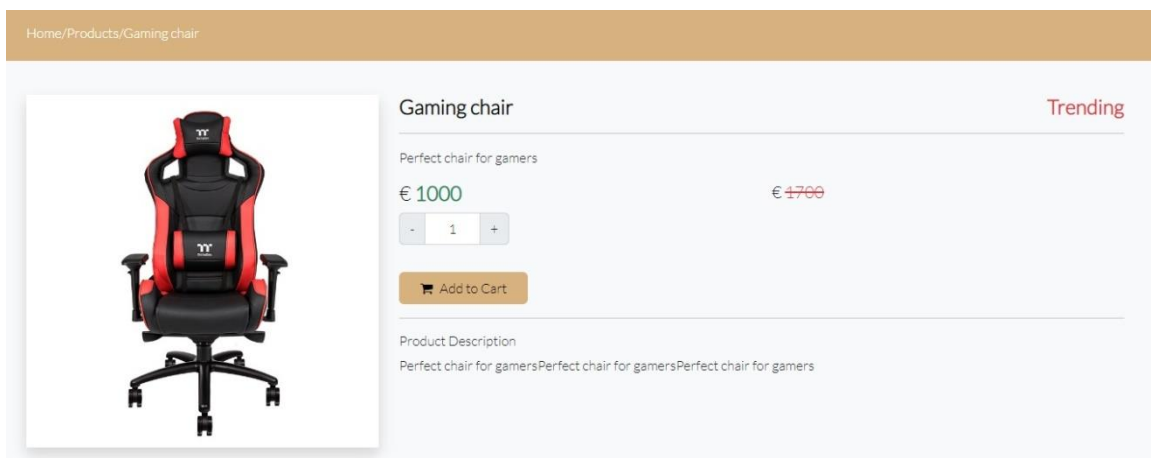 Home/Products/Gaming chair
Gaming chair
Trending
Perfect chair for gamers
€ 1000
€ 1700
- 1 +
Add to Cart
Product Description
Perfect chair for gamersPerfect chair for gamersPerfect chair for gamers